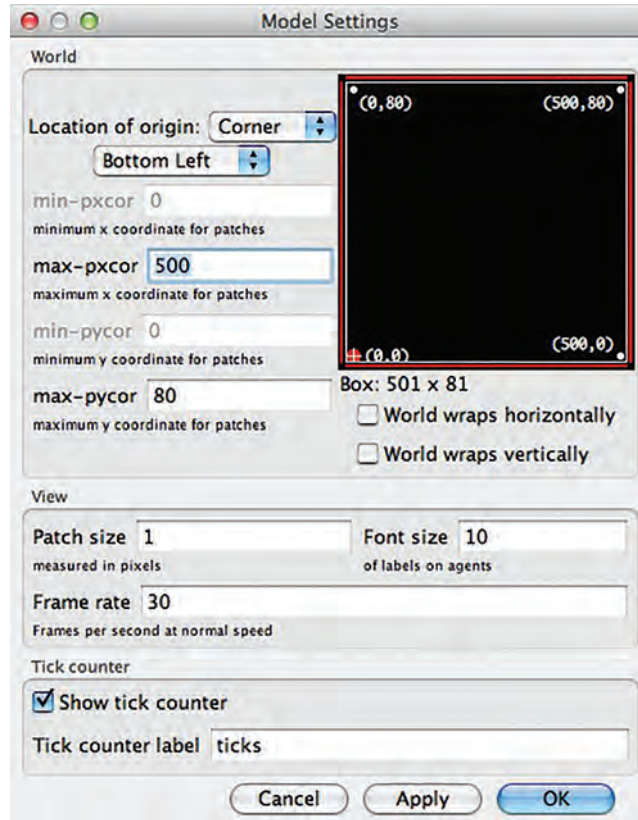 Model Settings
World
Location of origin: Corner
Bottom Left
min-pxcor 0
minimum x coordinate for patches
max-pxcor 500
maximum x coordinate for patches
min-pycor 0
minimum y coordinate for patches
max-pycor 80
maximum y coordinate for patches
(0,80) (500,80)
(0,0) (500,0)
Box: 501 x 81
World wraps horizontally
World wraps vertically
View
Patch size 1
measured in pixels
Font size 10
of labels on agents
Frame rate 30
Frames per second at normal speed
Tick counter
Show tick counter
Tick counter label ticks
Cancel Apply OK